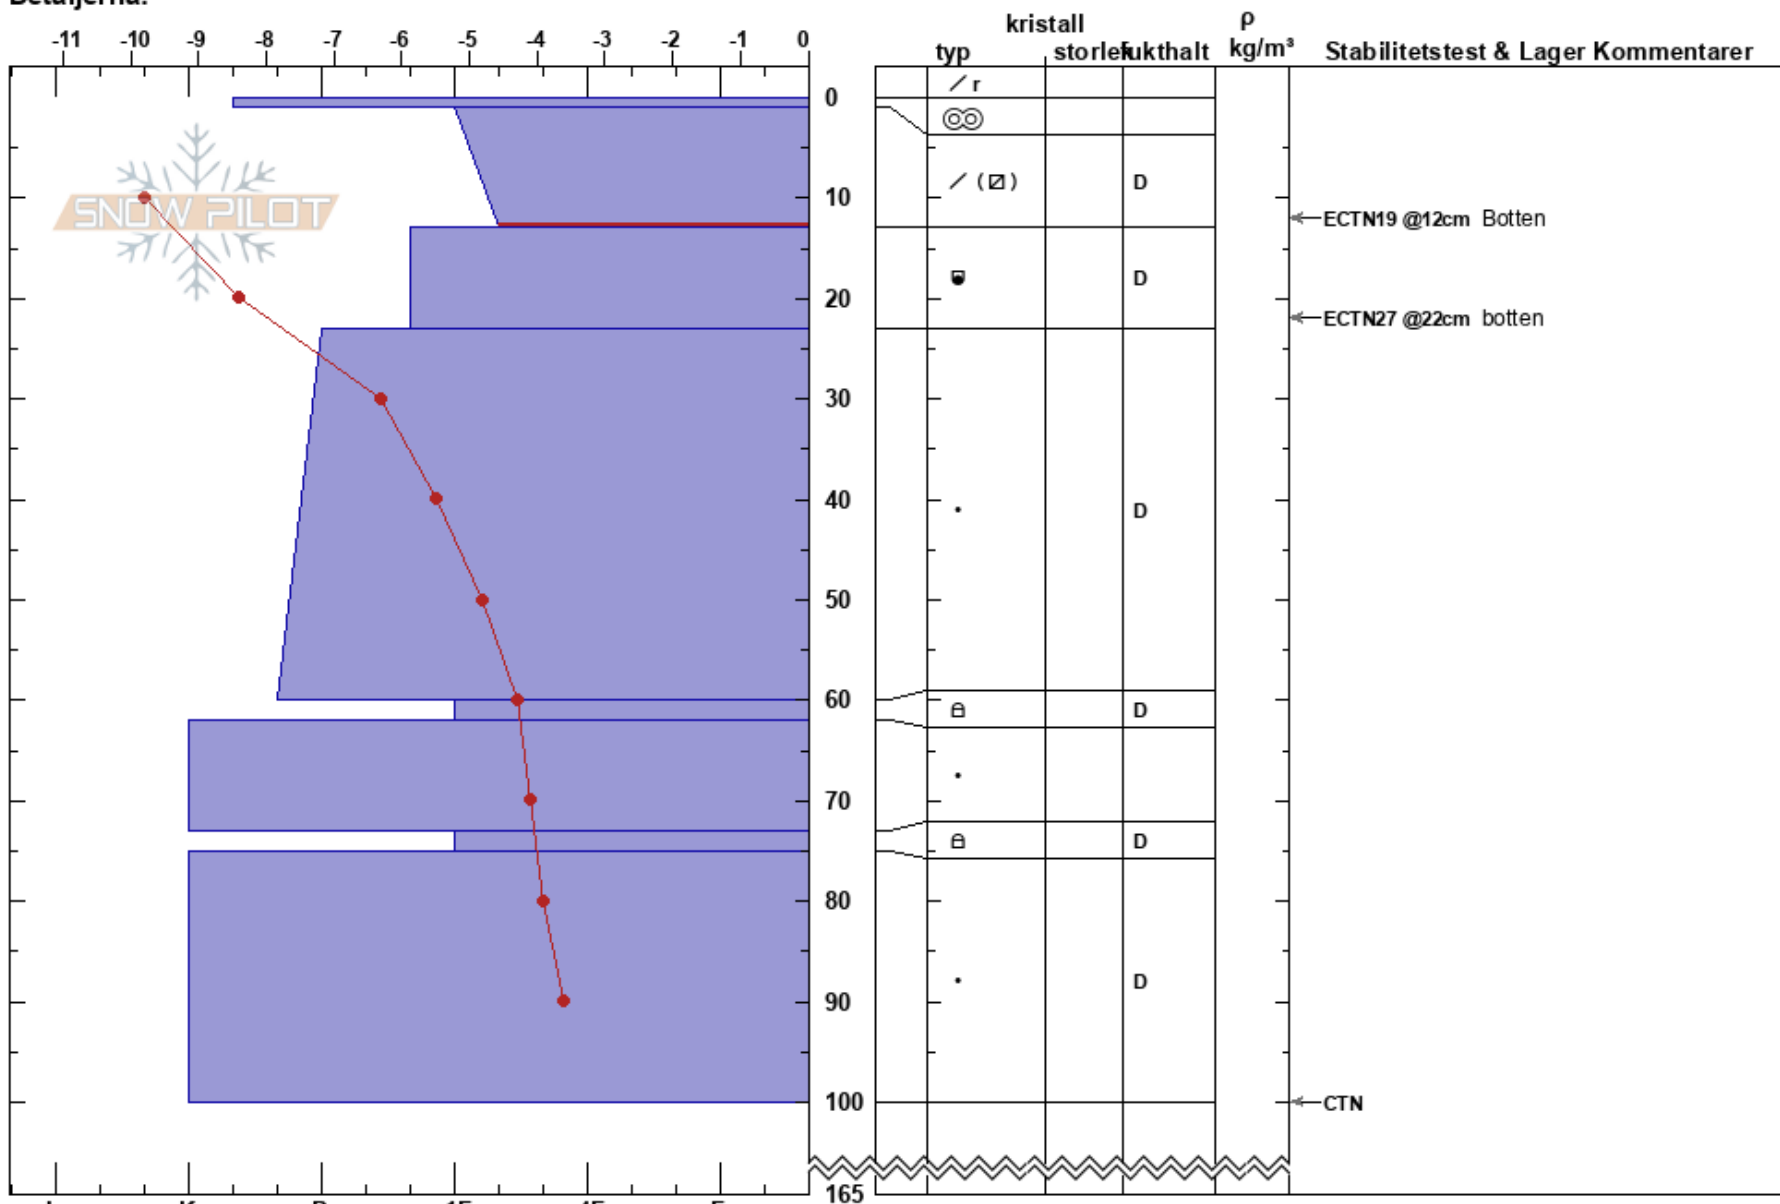 kristall ρ
-11 -10 -9 -8 -7 -6 -5 -4 -3 -2 -1 0 typ storlek fukthalt kg/m³ Stabilitetstest & Lager Kommentarer
r
0
SNOW PILOT
( ) D
10
ECTN19 @12cm Botten
D
20
ECTN27 @22cm botten
30
40
D
50
60
D
70
D
80
90
D
100
CTN
165